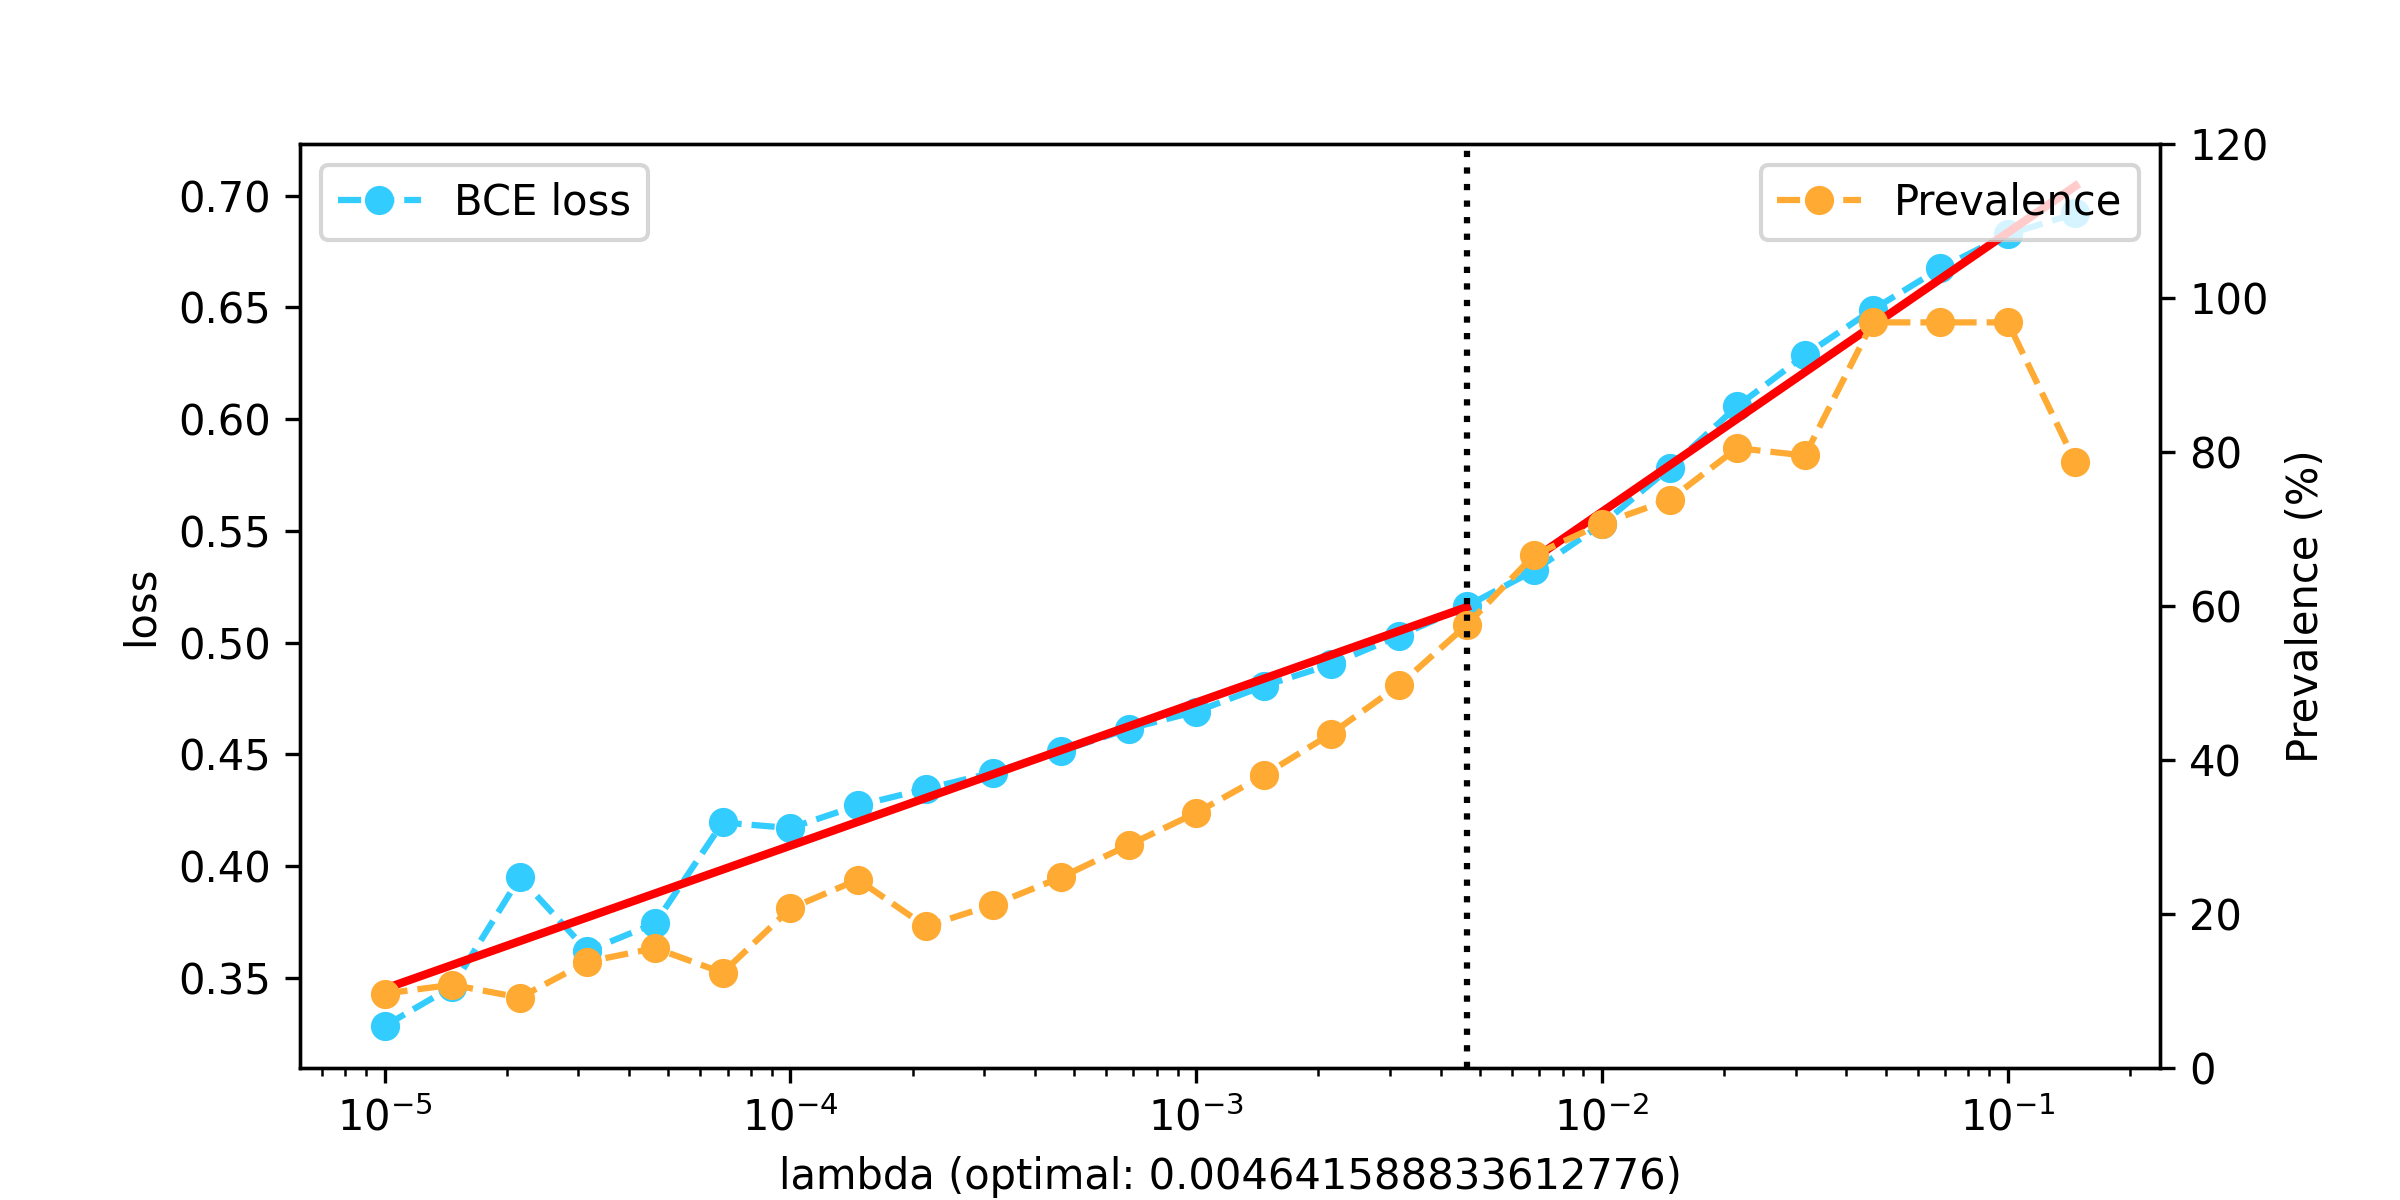 BCE loss
Prevalence
0.70
0.65
0.60
0.55
0.50
0.45
0.40
0.35
loss
120
100
80
60
40
20
0
Prevalence (%)
10⁻⁵ 10⁻⁴ 10⁻³ 10⁻² 10⁻¹
lambda (optimal: 0.004641588833612776)